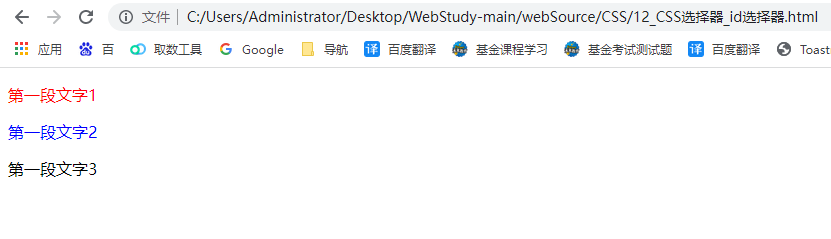 文件 C:/Users/Administrator/Desktop/WebStudy-main/webSource/CSS/12_CSS选择器_id选择器.html
应用 百 取数工具 Google 导航 译 百度翻译 基金课程学习 基金考试测试题 译 百度翻译 Toast
第一段文字1
第一段文字2
第一段文字3